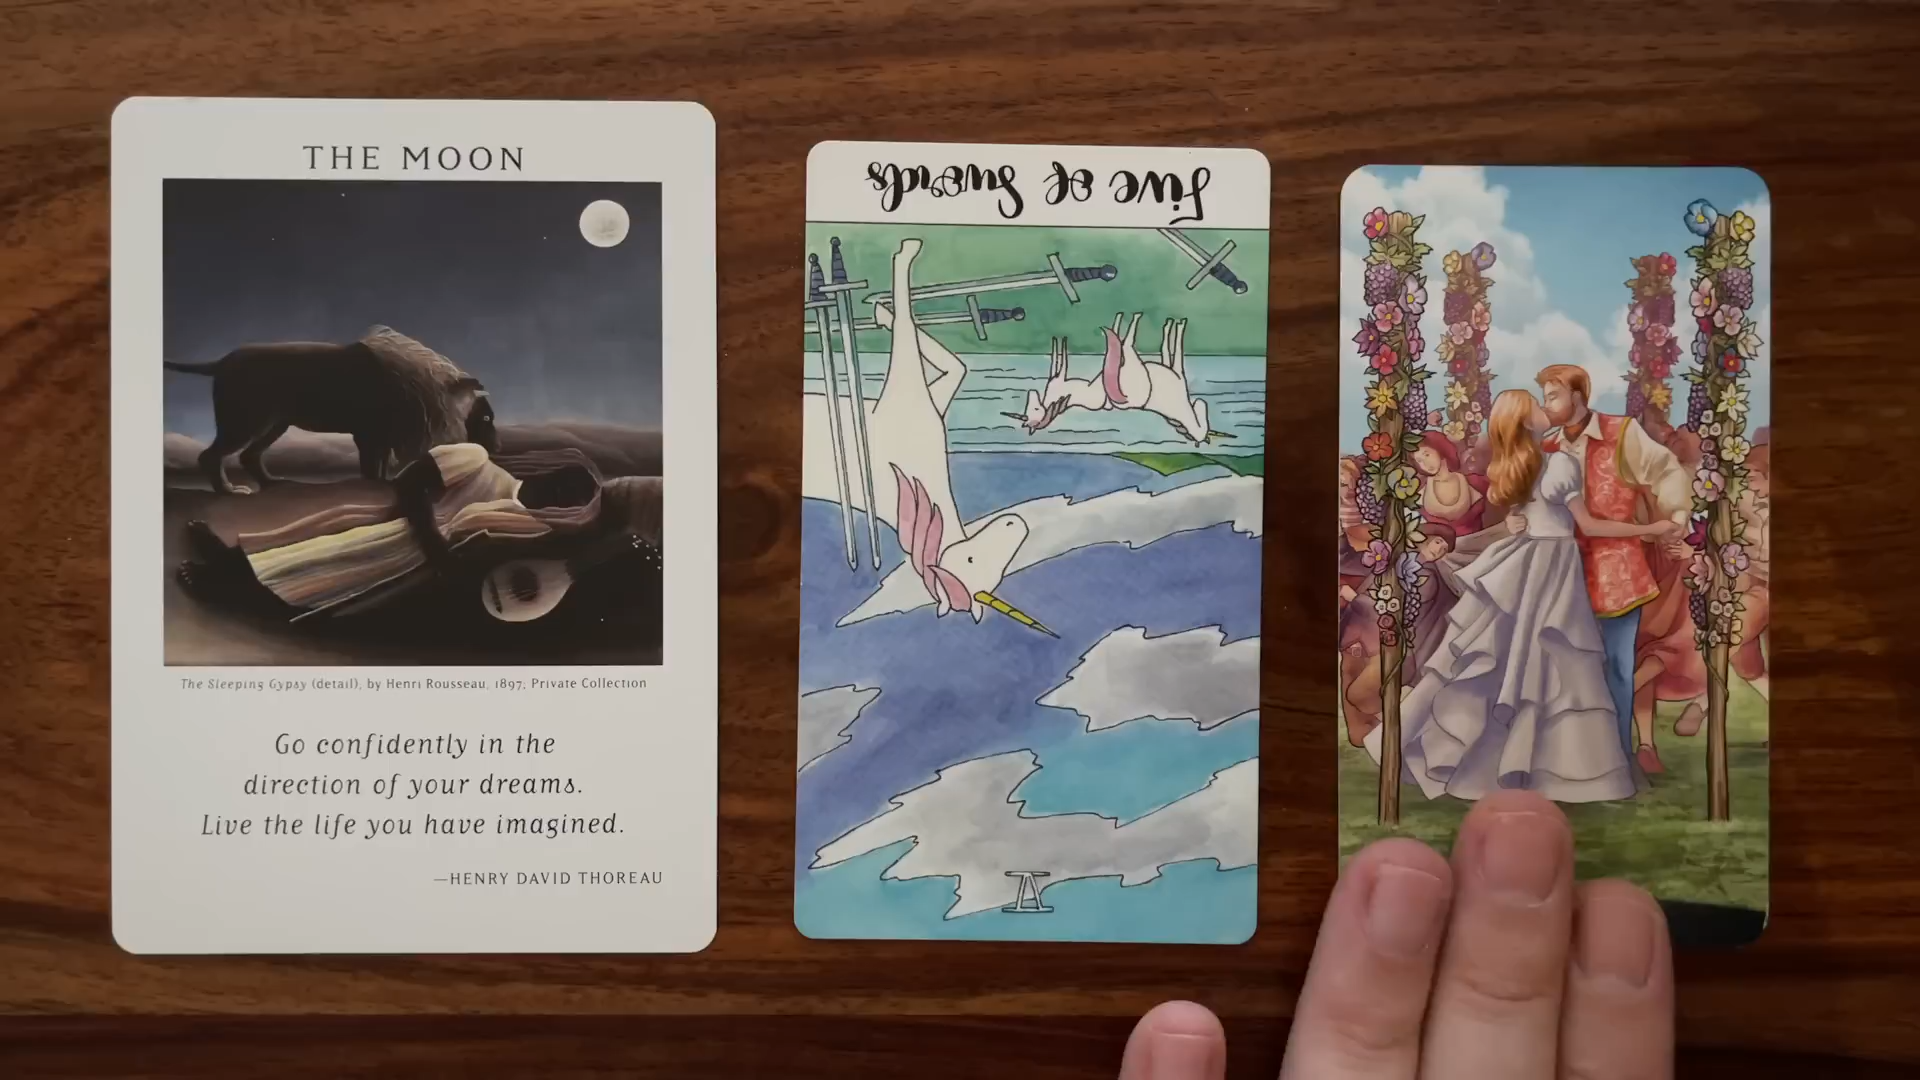 THE MOON
The Sleeping Gypsy (detail), by Henri Rousseau, 1897; Private Collection
Go confidently in the
direction of your dreams.
Live the life you have imagined.
—HENRY DAVID THOREAU
Five of Swords
V